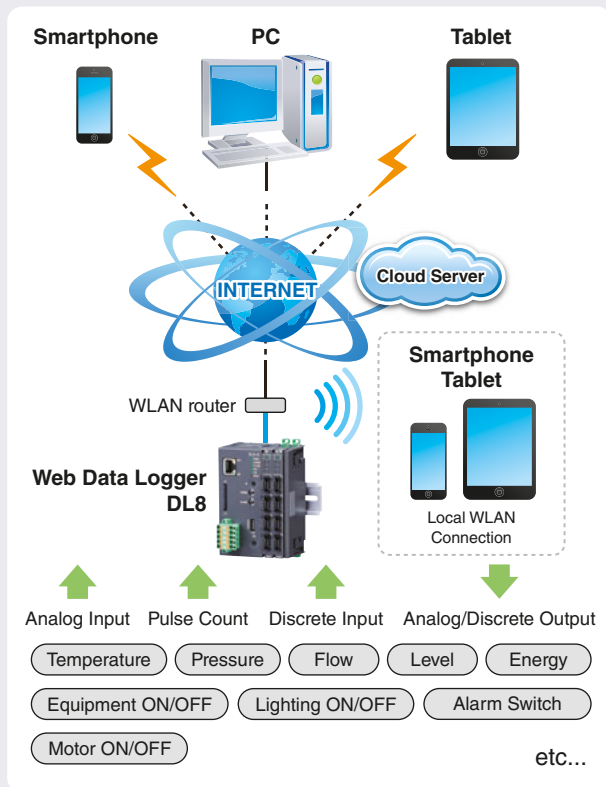 Smartphone
PC
Tablet
INTERNET
Cloud Server
WLAN router
Smartphone
Tablet
Web Data Logger
DL8
Local WLAN
Connection
Analog Input
Pulse Count
Discrete Input
Analog/Discrete Output
Temperature
Pressure
Flow
Level
Energy
Equipment ON/OFF
Lighting ON/OFF
Alarm Switch
Motor ON/OFF
etc...